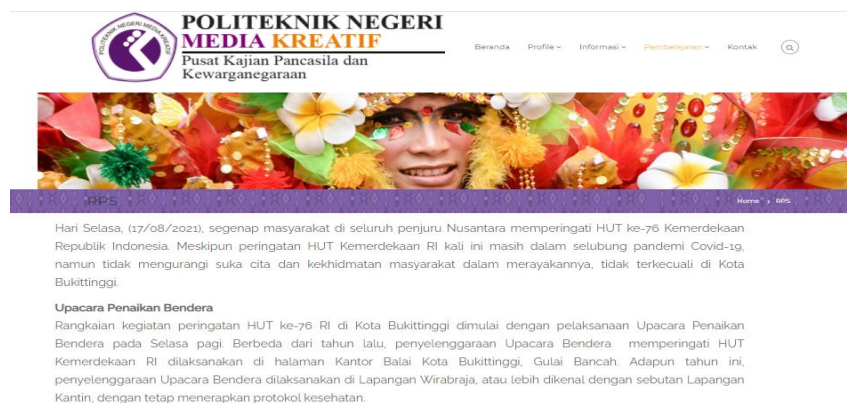 POLITEKNIK NEGERI
MEDIA KREATIF
Pusat Kajian Pancasila dan
Kewarganegaraan
Beranda Profile Informasi Pembelajaran Kontak
RPS
Home > RPS
Hari Selasa, (17/08/2021), segenap masyarakat di seluruh penjuru Nusantara memperingati HUT ke-76 Kemerdekaan
Republik Indonesia. Meskipun peringatan HUT Kemerdekaan RI kali ini masih dalam selubung pandemi Covid-19,
namun tidak mengurangi suka cita dan kekhidmatan masyarakat dalam merayakannya, tidak terkecuali di Kota
Bukittinggi.
Upacara Penaikan Bendera
Rangkaian kegiatan peringatan HUT ke-76 RI di Kota Bukittinggi dimulai dengan pelaksanaan Upacara Penaikan
Bendera pada Selasa pagi. Berbeda dari tahun lalu, penyelenggaraan Upacara Bendera memperingati HUT
Kemerdekaan RI dilaksanakan di halaman Kantor Balai Kota Bukittinggi, Gulai Bancah. Adapun tahun ini,
penyelenggaraan Upacara Bendera dilaksanakan di Lapangan Wirabraja, atau lebih dikenal dengan sebutan Lapangan
Kantin, dengan tetap menerapkan protokol kesehatan.